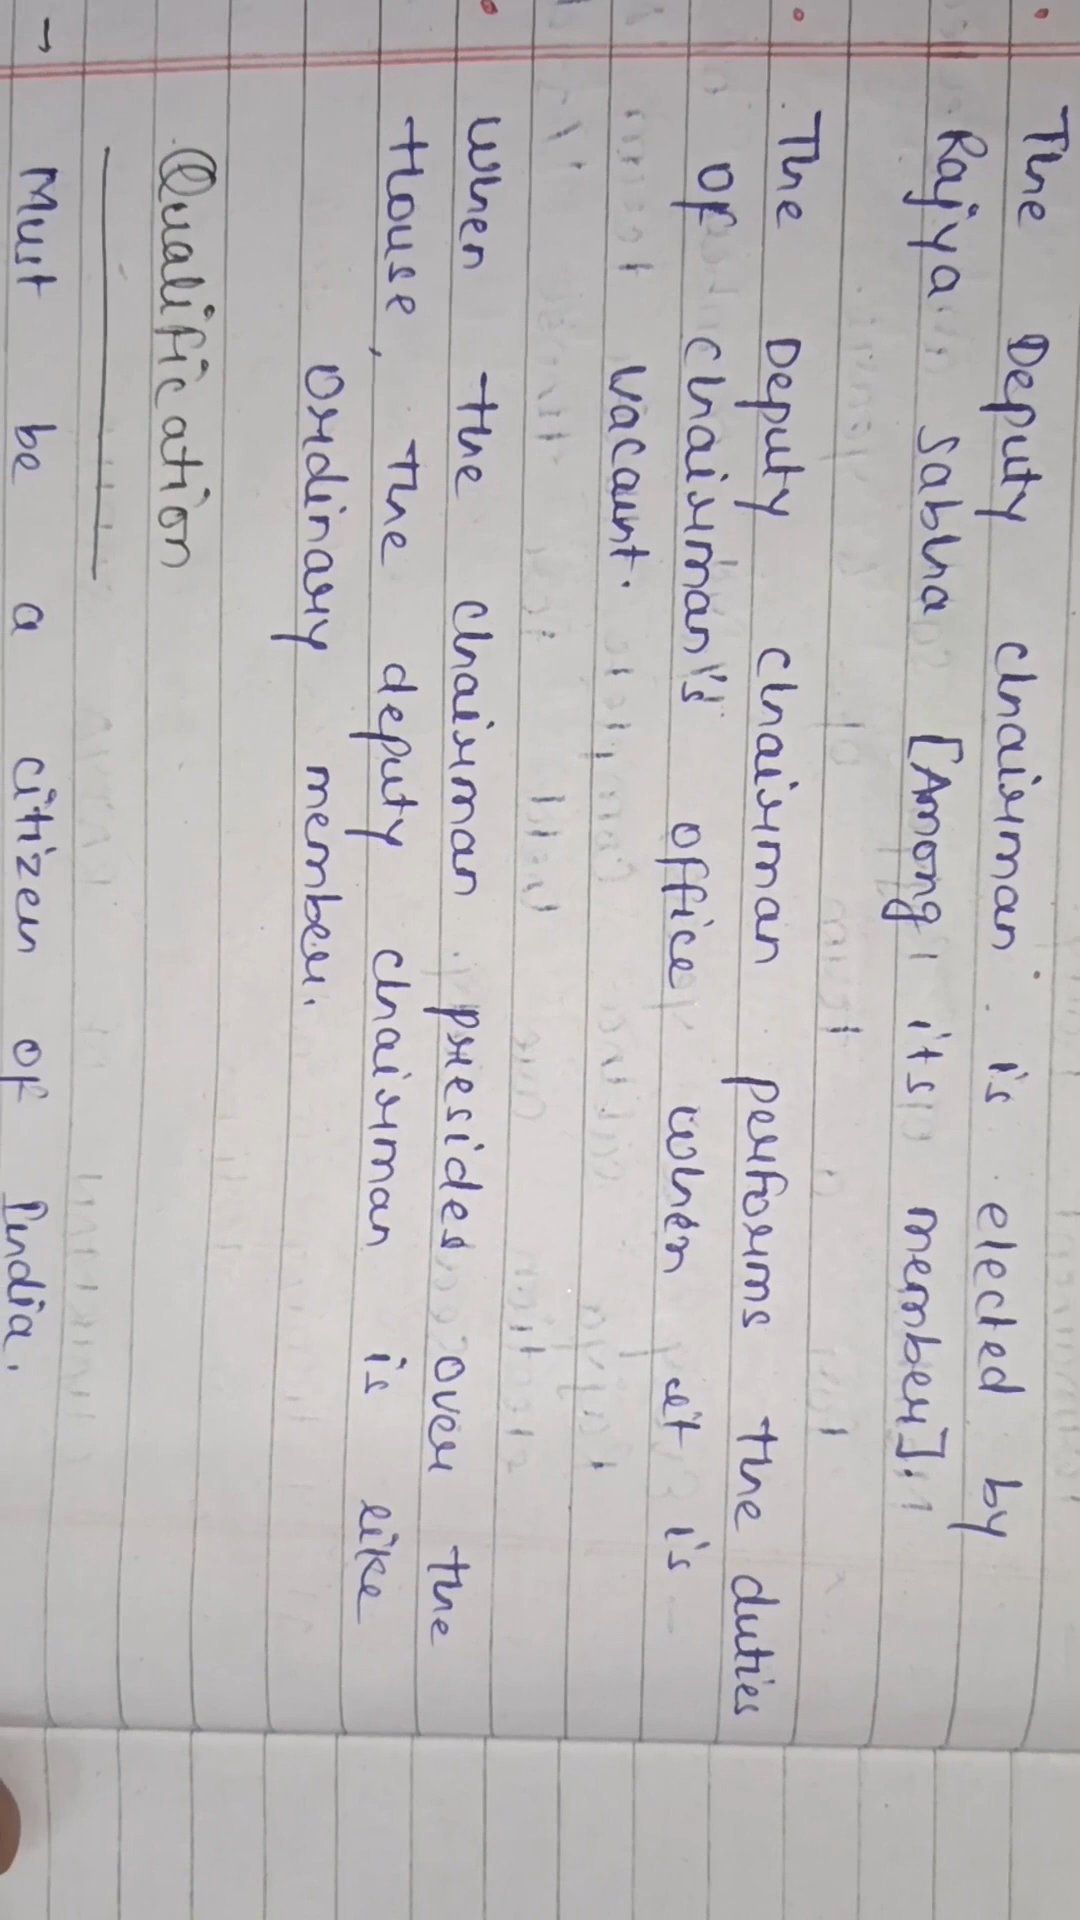 • The Deputy chairman is elected by
Rajya sabha [Among its member].
• The Deputy chairman performs the duties
of chairman's office when it is
vacant.
• when the chairman presides over the
House, the deputy chairman is like
ordinary member.
Qualification
→ Must be a citizen of India.